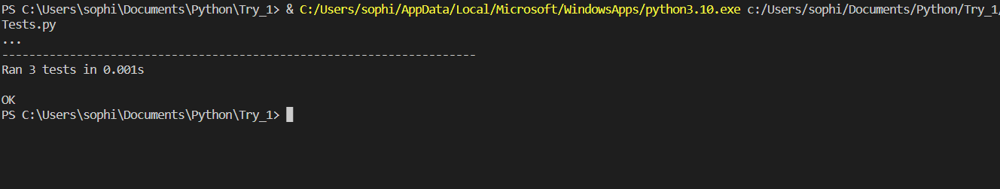 PS C:\Users\sophi\Documents\Python\Try_1> & C:/Users/sophi/AppData/Local/Microsoft/WindowsApps/python3.10.exe c:/Users/sophi/Documents/Python/Try_1/
Tests.py
...
----------------------------------------------------------------------
Ran 3 tests in 0.001s
OK
PS C:\Users\sophi\Documents\Python\Try_1>